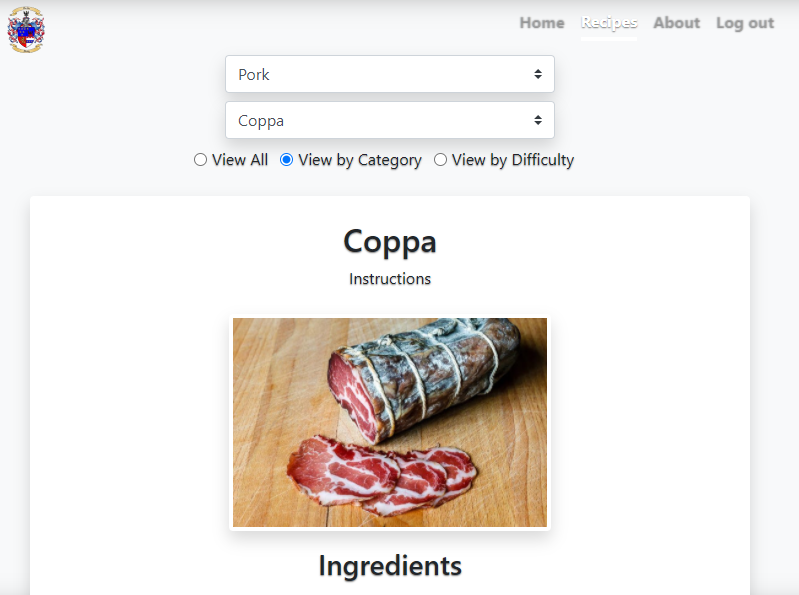 Home Recipes About Log out
Pork
Coppa
View All View by Category View by Difficulty
Coppa
Instructions
Ingredients